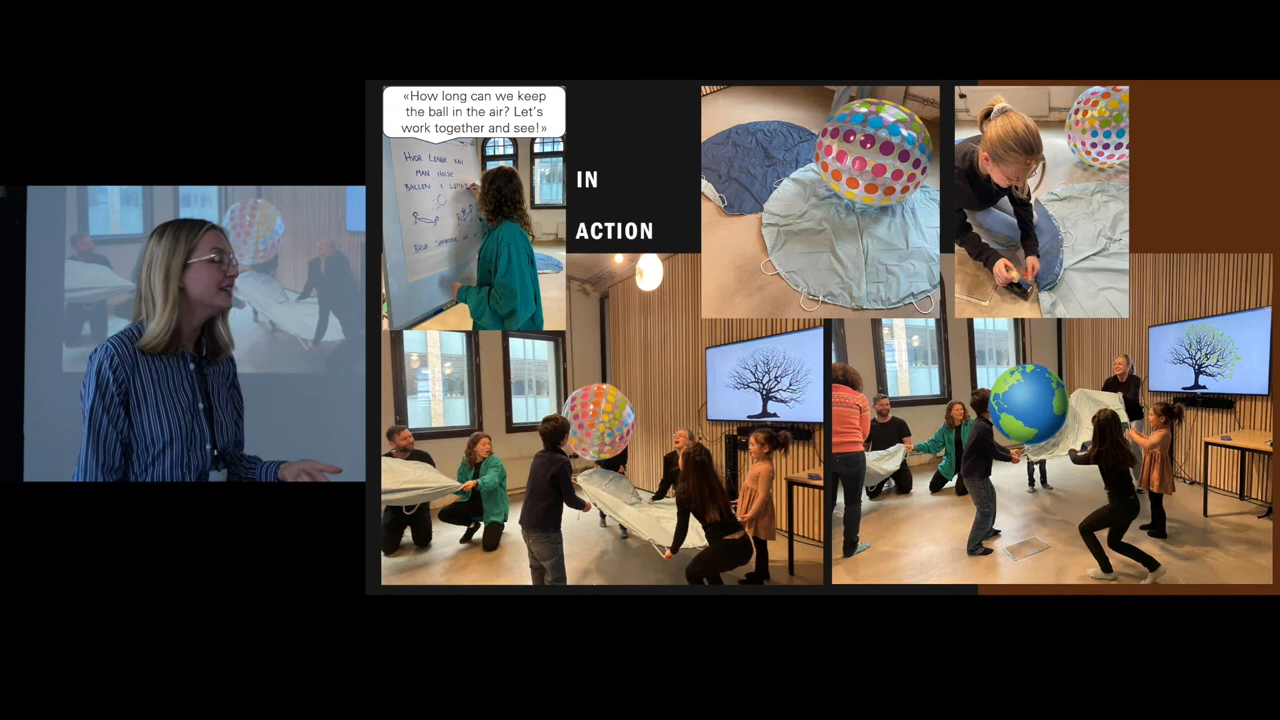 «How long can we keep
the ball in the air? Let's
work together and see!»
HVOR LENGE KAN
MAN HOLDE
BALLEN I LUFTA
IN
ACTION